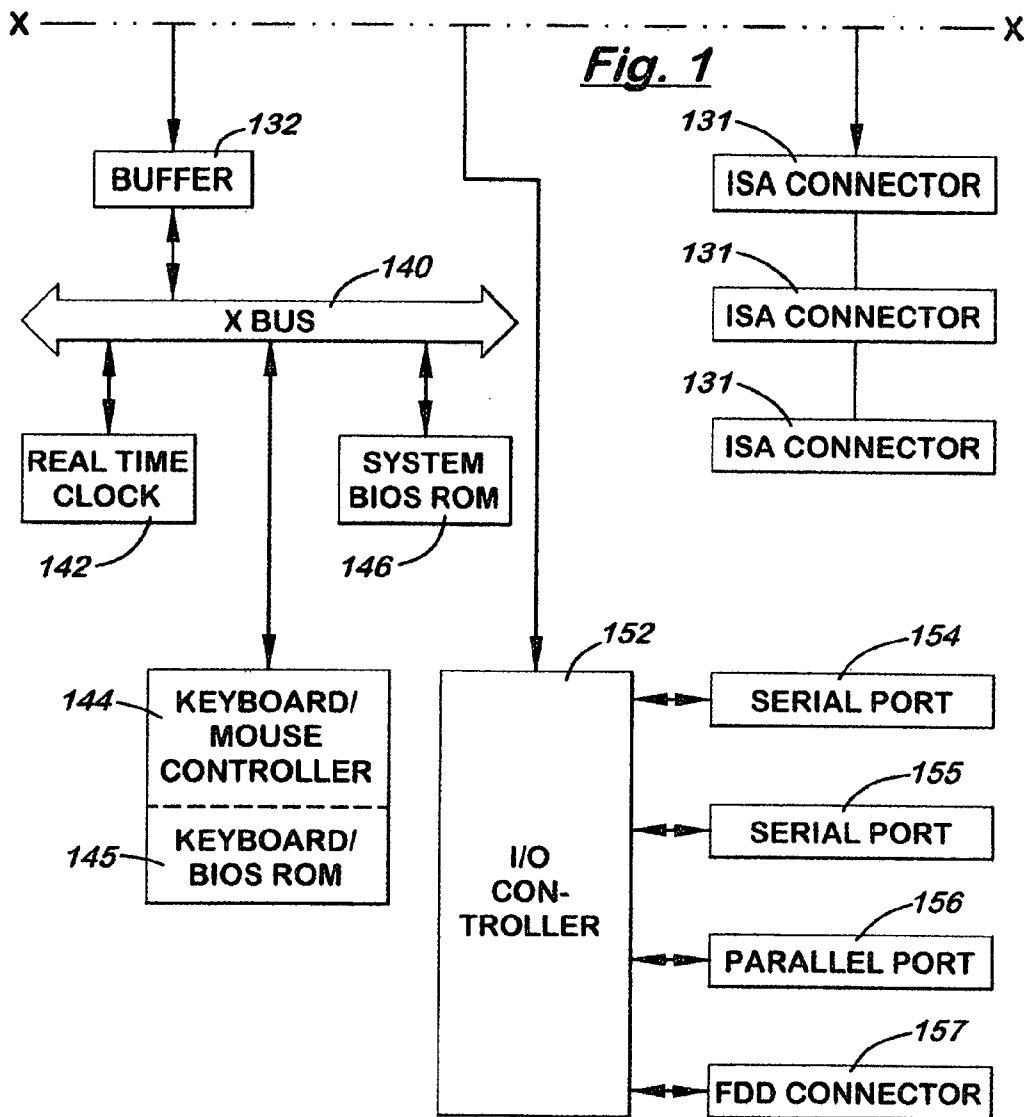 X X
Fig. 1
132
BUFFER
131
ISA CONNECTOR
140
X BUS
131
ISA CONNECTOR
131
ISA CONNECTOR
REAL TIME
CLOCK
142
SYSTEM
BIOS ROM
146
144
KEYBOARD/
MOUSE
CONTROLLER
145
KEYBOARD/
BIOS ROM
152
I/O
CON-
TROLLER
154
SERIAL PORT
155
SERIAL PORT
156
PARALLEL PORT
157
FDD CONNECTOR